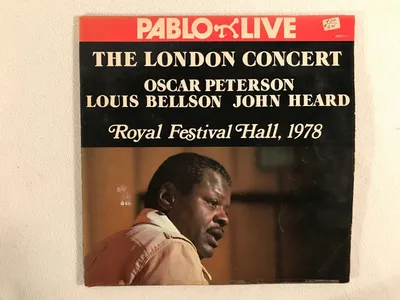 PABLO LIVE
THE LONDON CONCERT
OSCAR PETERSON
LOUIS BELLSON JOHN HEARD
Royal Festival Hall, 1978